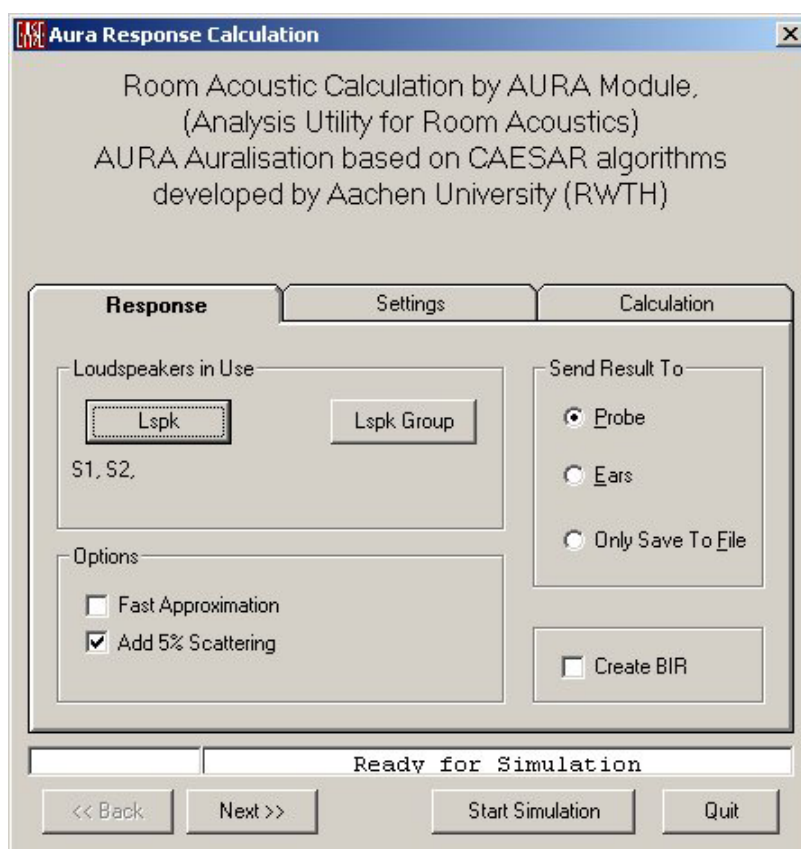 Aura Response Calculation
Room Acoustic Calculation by AURA Module,
(Analysis Utility for Room Acoustics)
AURA Auralisation based on CAESAR algorithms
developed by Aachen University (RWTH)
Response
Settings
Calculation
Loudspeakers in Use
Lspk
Lspk Group
S1, S2,
Options
Fast Approximation
Add 5% Scattering
Send Result To
Probe
Ears
Only Save To File
Create BIR
Ready for Simulation
<< Back
Next >>
Start Simulation
Quit